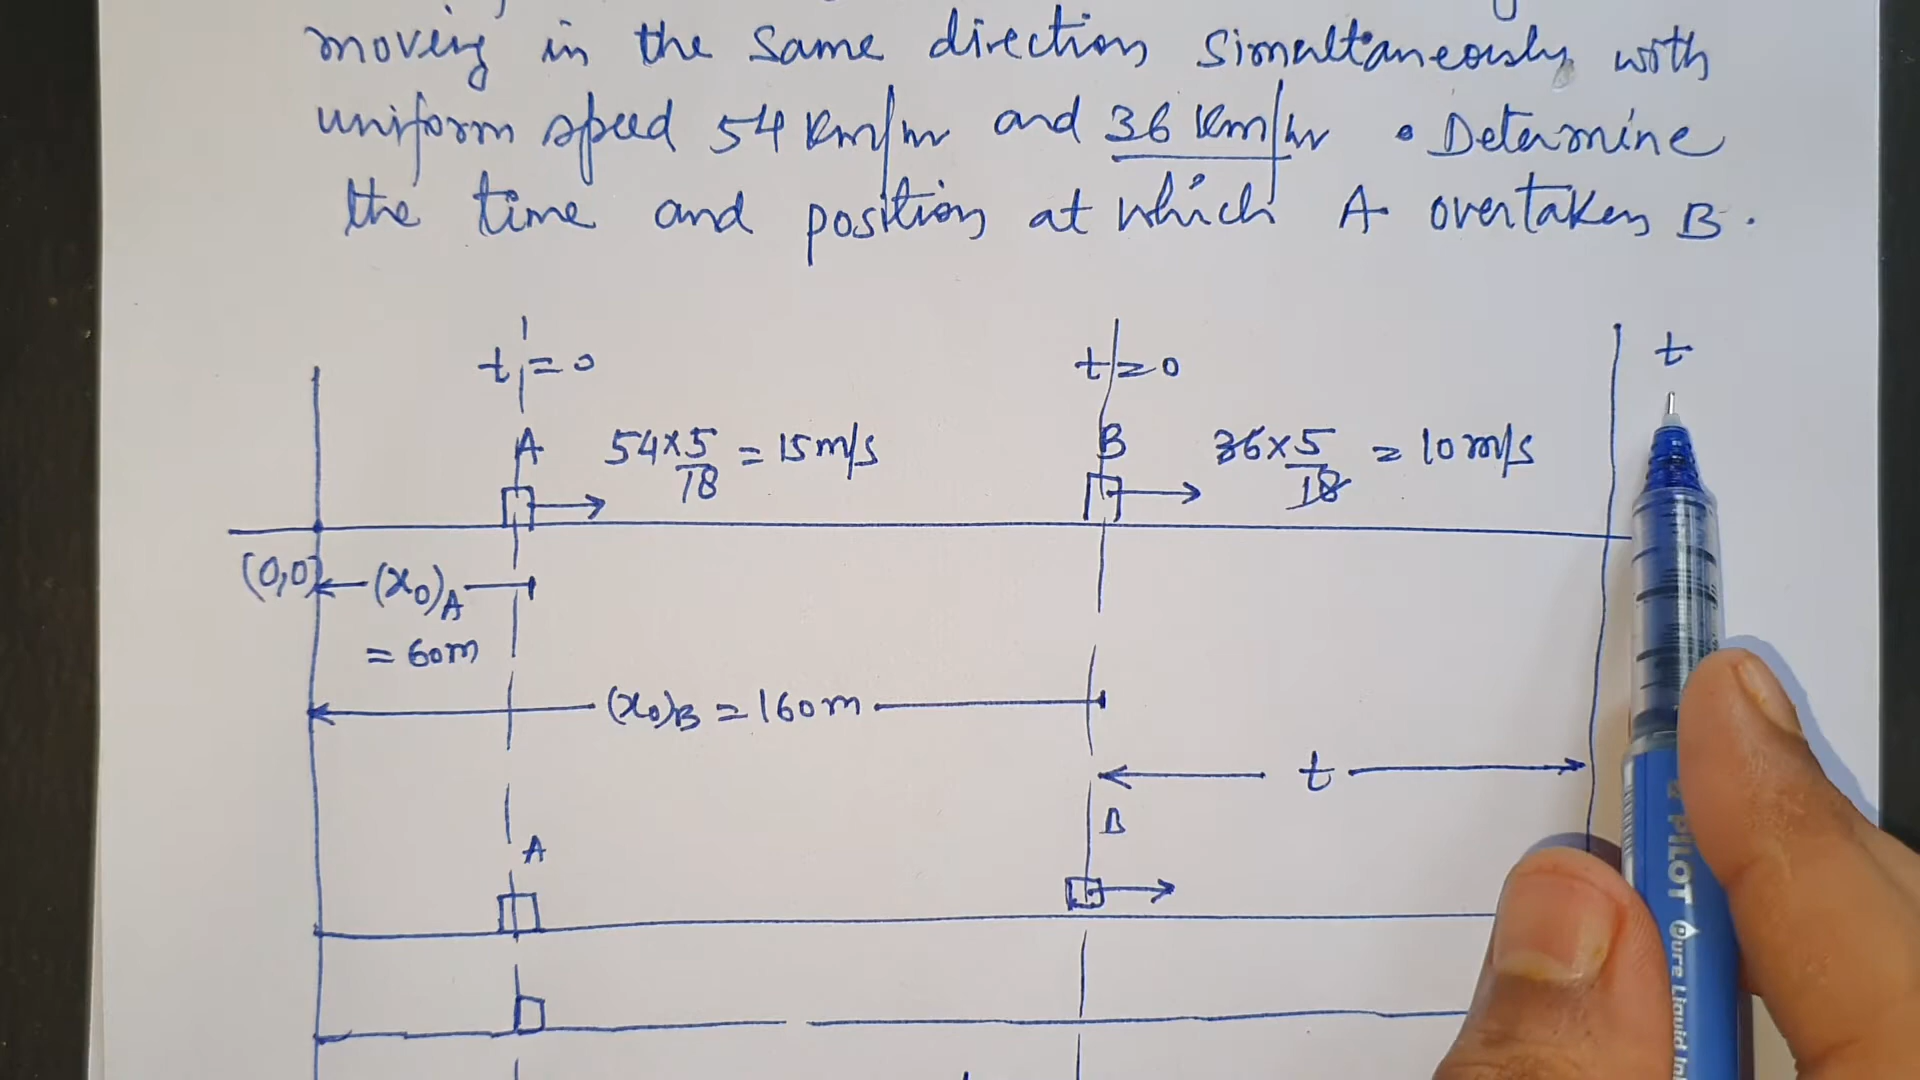 moving in the same direction simultaneously with
uniform speed 54 km/hr and 36 km/hr . Determine
the time and position at which A overtakes B .
t = 0
t = 0
t
A
54×5/18 = 15 m/s
B
36×5/18 = 10 m/s
(0,0)
(x0)A
= 60m
(x0)B = 160m
t
B
A
PILOT Pure Liquid